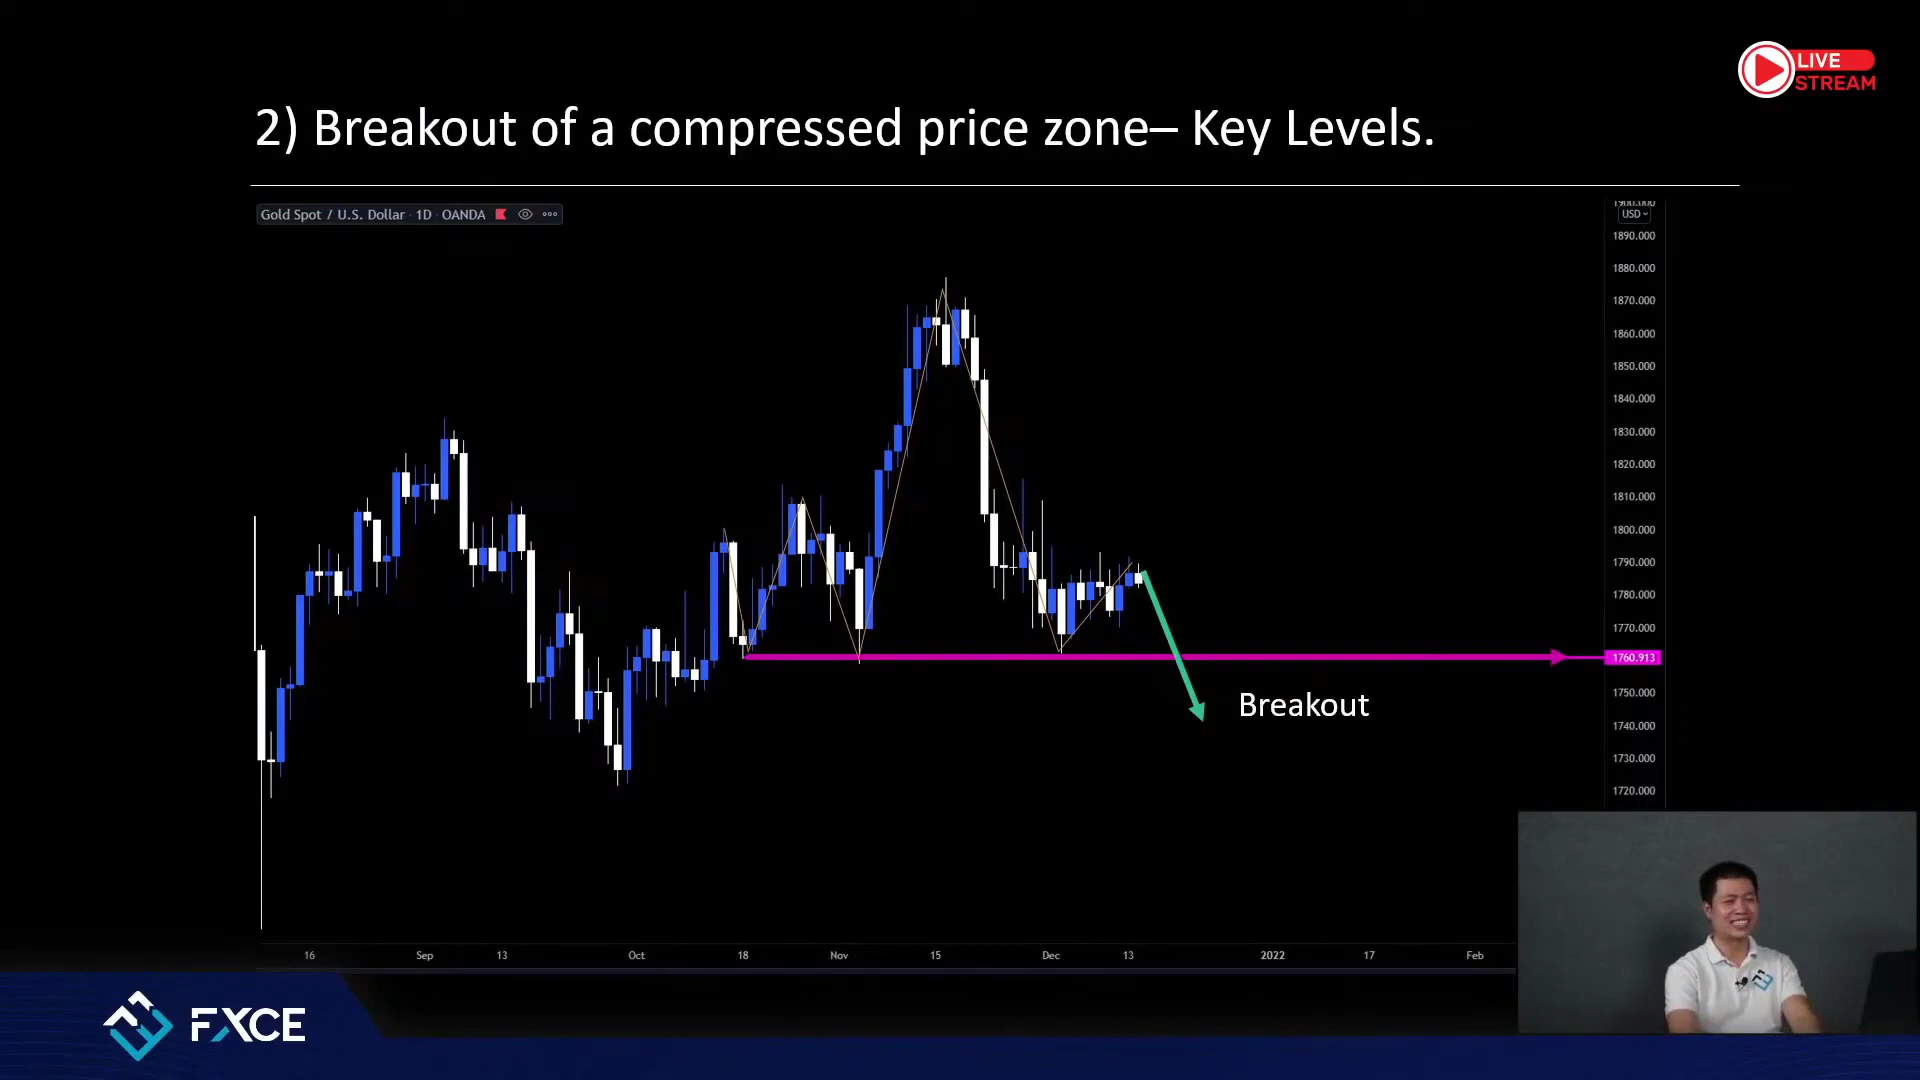 LIVE
STREAM
2) Breakout of a compressed price zone– Key Levels.
Gold Spot / U.S. Dollar · 1D · OANDA
1900.000
USD
1890.000
1880.000
1870.000
1860.000
1850.000
1840.000
1830.000
1820.000
1810.000
1800.000
1790.000
1780.000
1770.000
1760.913
1750.000
1740.000
1730.000
1720.000
Breakout
16 Sep 13 Oct 18 Nov 15 Dec 13 2022 17 Feb
FXCE